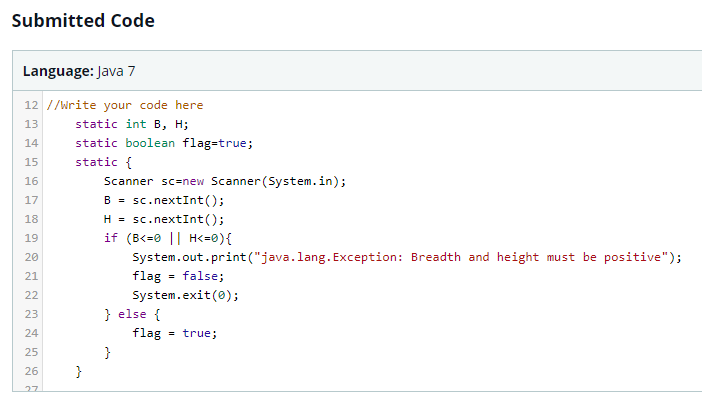 Submitted Code
Language: Java 7
12 //Write your code here
13     static int B, H;
14     static boolean flag=true;
15     static {
16         Scanner sc=new Scanner(System.in);
17         B = sc.nextInt();
18         H = sc.nextInt();
19         if (B<=0 || H<=0){
20             System.out.print("java.lang.Exception: Breadth and height must be positive");
21             flag = false;
22             System.exit(0);
23         } else {
24             flag = true;
25         }
26     }
27